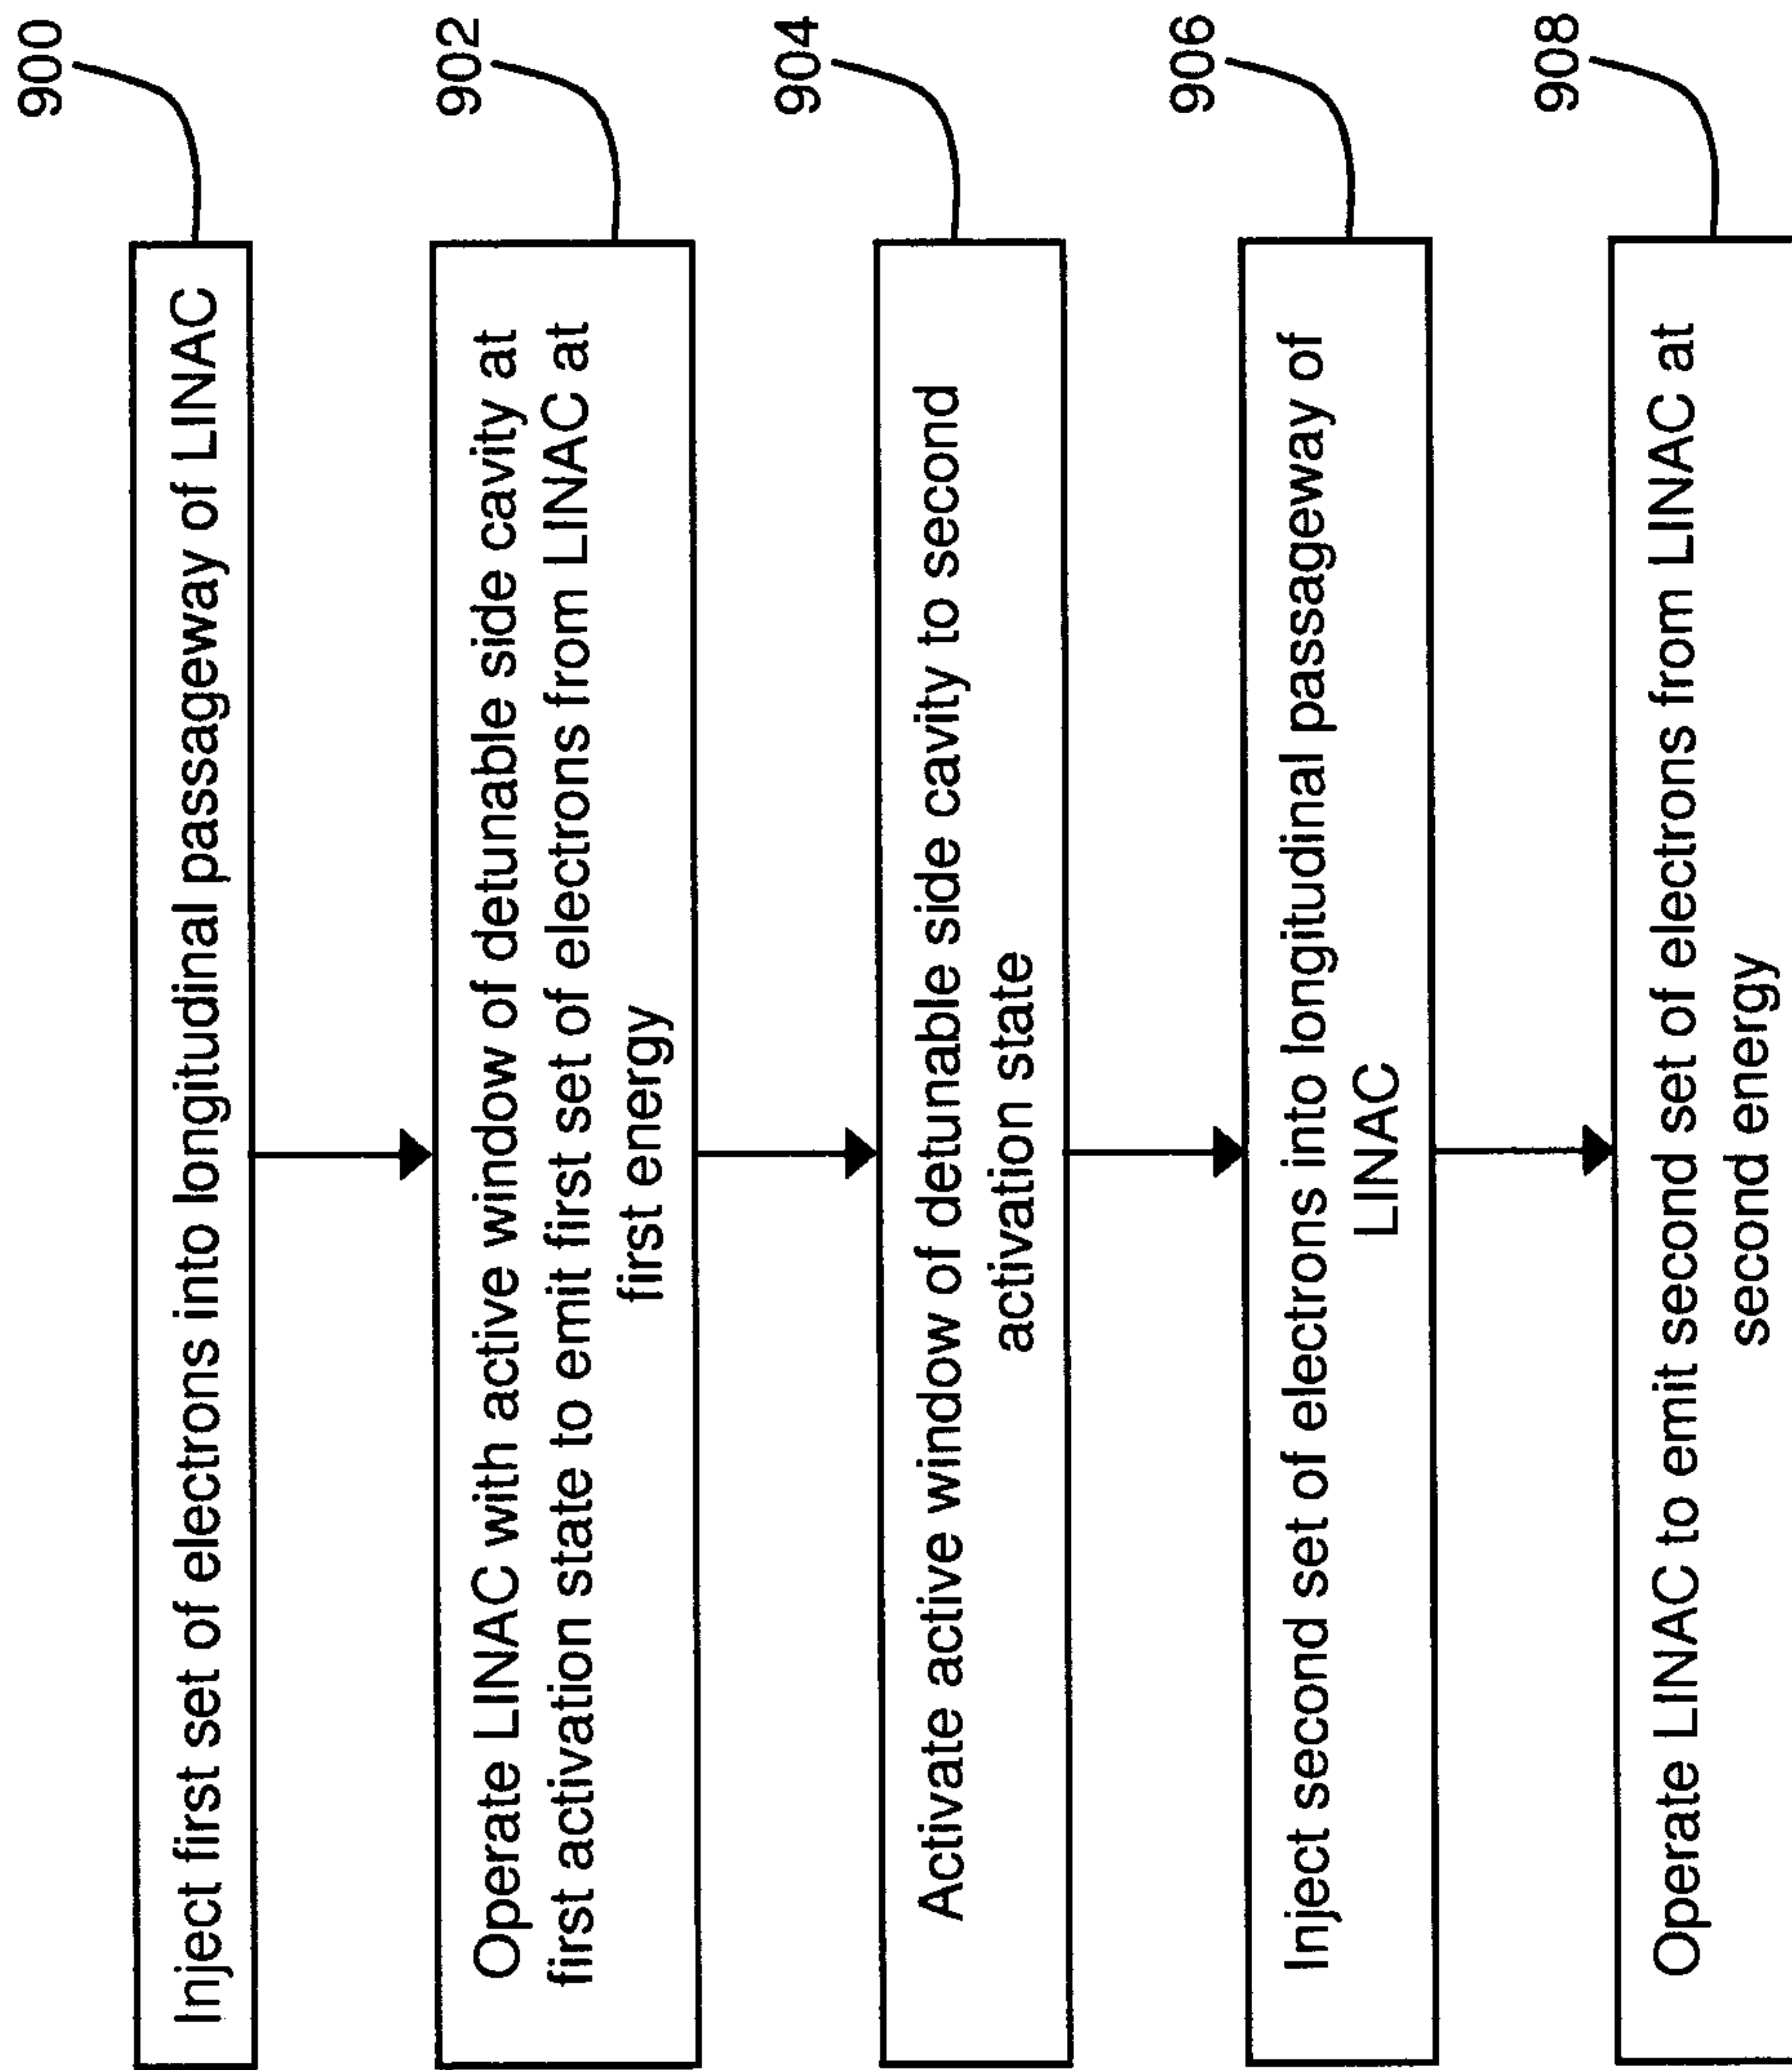 Inject first set of electrons into longitudinal passageway of LINAC
900
Operate LINAC with active window of detunable side cavity at
first activation state to emit first set of electrons from LINAC at
first energy
902
Activate active window of detunable side cavity to second
activation state
904
Inject second set of electrons into longitudinal passageway of
LINAC
906
Operate LINAC to emit second set of electrons from LINAC at
second energy
908